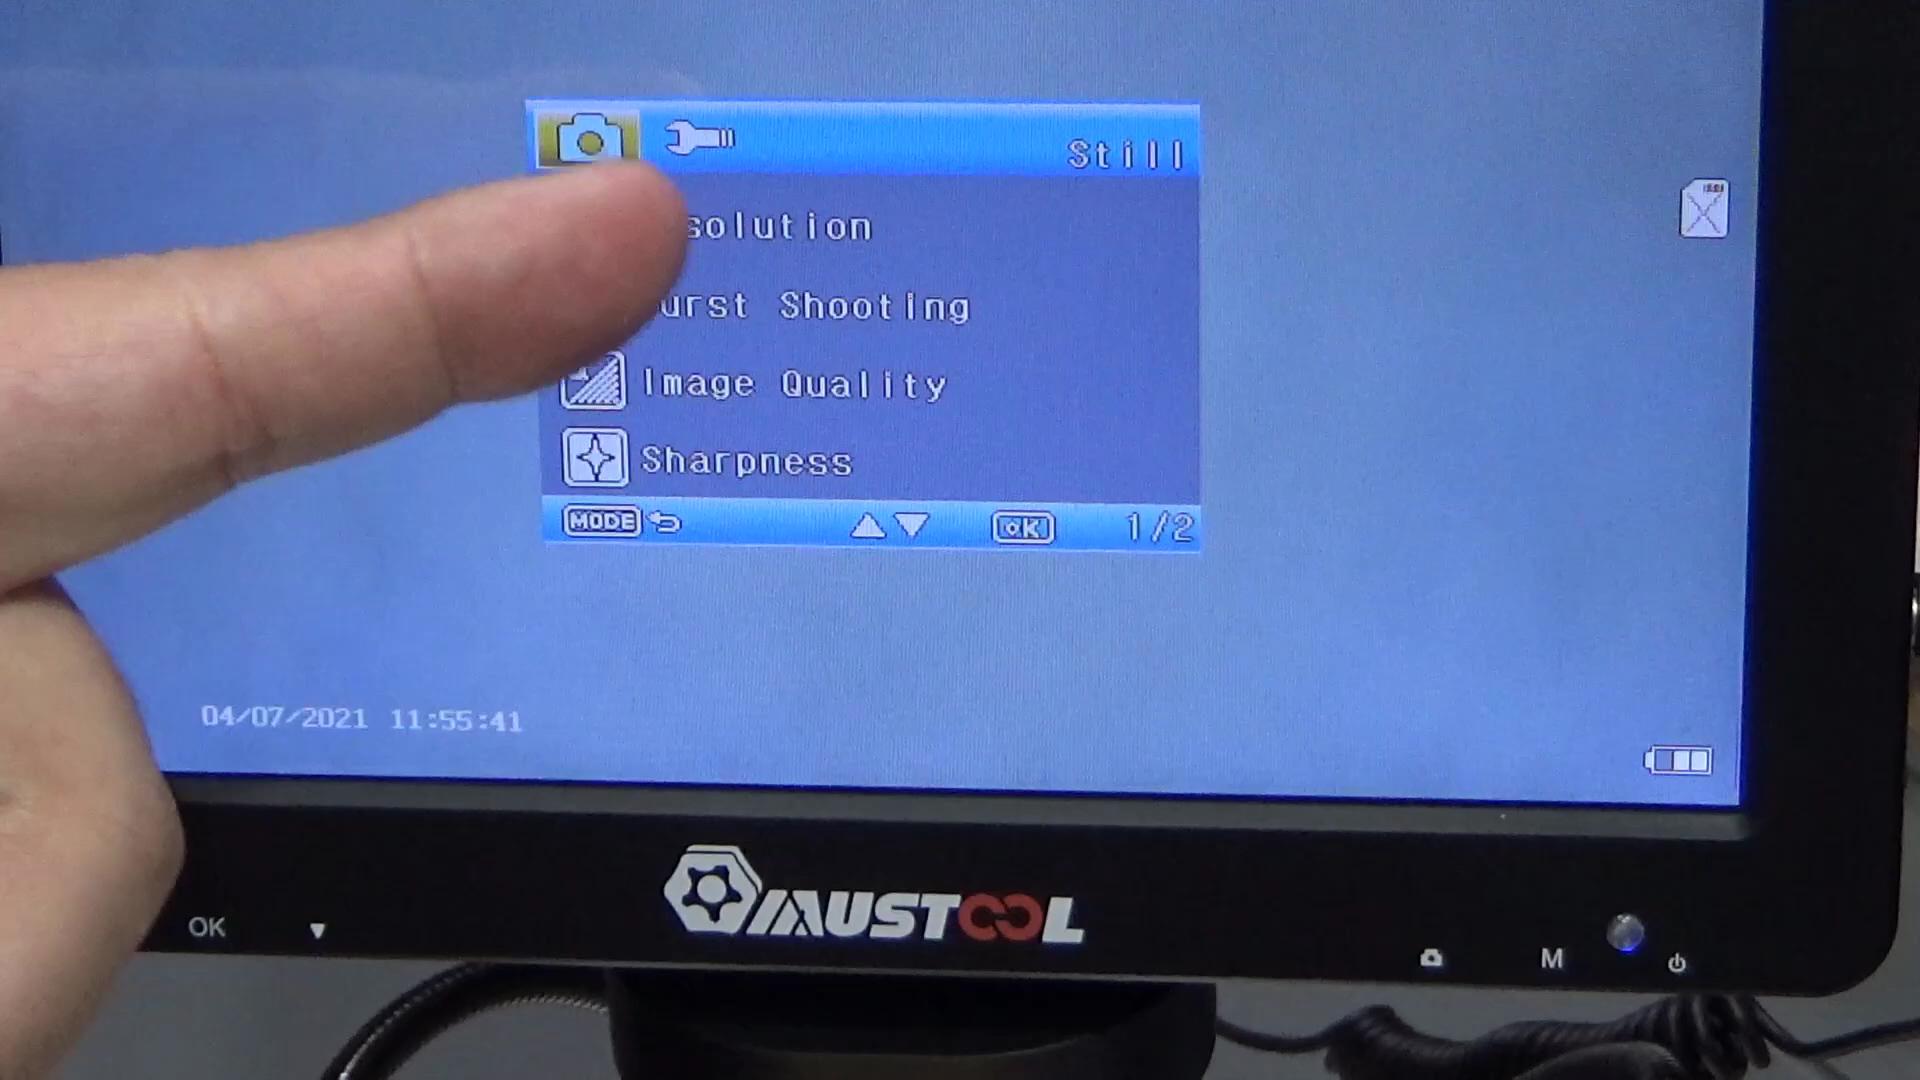 Still
solution
urst Shooting
Image Quality
Sharpness
MODE OK 1/2
04/07/2021 11:55:41
MUSTOOL
OK
M